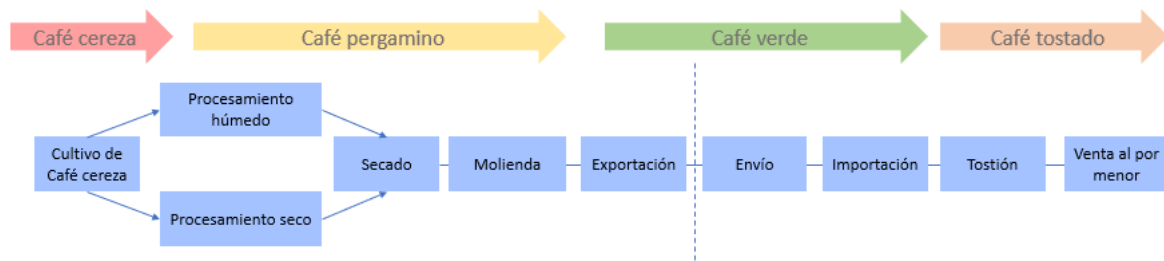 Café cereza
Café pergamino
Café verde
Café tostado
Procesamiento
húmedo
Cultivo de
Café cereza
Secado
Molienda
Exportación
Envío
Importación
Tostión
Venta al por
menor
Procesamiento seco